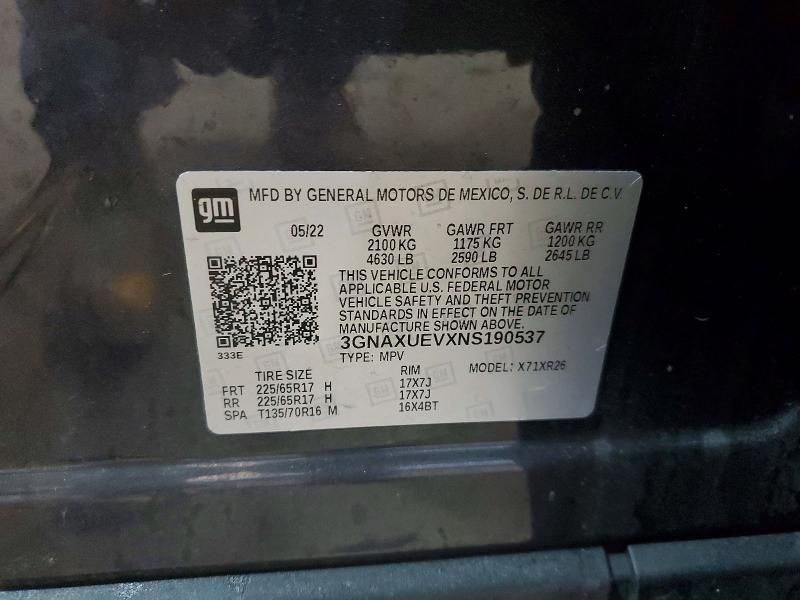 gm MFD BY GENERAL MOTORS DE MEXICO, S. DE R.L. DE C.V.
05/22 GVWR GAWR FRT GAWR RR
2100 KG 1175 KG 1200 KG
4630 LB 2590 LB 2645 LB
THIS VEHICLE CONFORMS TO ALL
APPLICABLE U.S. FEDERAL MOTOR
VEHICLE SAFETY AND THEFT PREVENTION
STANDARDS IN EFFECT ON THE DATE OF
MANUFACTURE SHOWN ABOVE.
3GNAXUEVXNS190537
333E
TYPE: MPV MODEL: X71XR26
TIRE SIZE RIM
FRT 225/65R17 H 17X7J
RR 225/65R17 H 17X7J
SPA T135/70R16 M 16X4BT